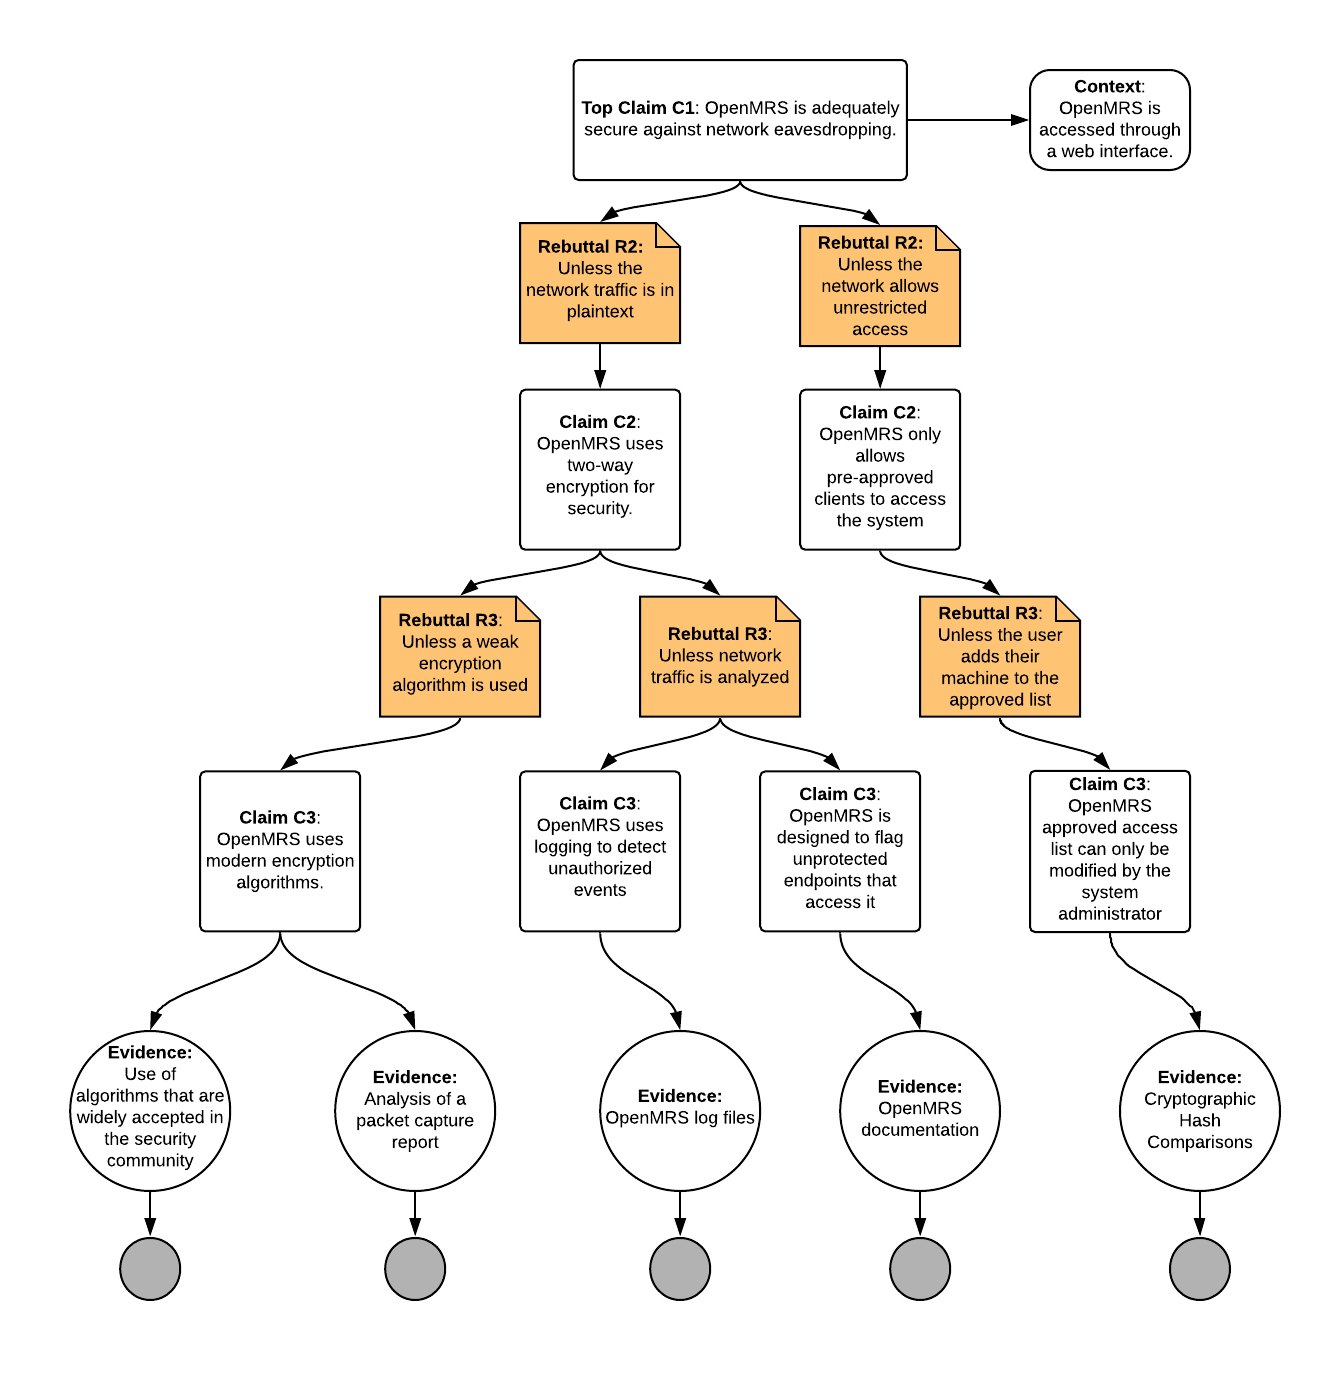 Top Claim C1: OpenMRS is adequately
secure against network eavesdropping.
Context:
OpenMRS is
accessed through
a web interface.
Rebuttal R2:
Unless the
network traffic is in
plaintext
Rebuttal R2:
Unless the
network allows
unrestricted
access
Claim C2:
OpenMRS uses
two-way
encryption for
security.
Claim C2:
OpenMRS only
allows
pre-approved
clients to access
the system
Rebuttal R3:
Unless a weak
encryption
algorithm is used
Rebuttal R3:
Unless network
traffic is analyzed
Rebuttal R3:
Unless the user
adds their
machine to the
approved list
Claim C3:
OpenMRS uses
modern encryption
algorithms.
Claim C3:
OpenMRS uses
logging to detect
unauthorized
events
Claim C3:
OpenMRS is
designed to flag
unprotected
endpoints that
access it
Claim C3:
OpenMRS
approved access
list can only be
modified by the
system
administrator
Evidence:
Use of
algorithms that are
widely accepted in
the security
community
Evidence:
Analysis of a
packet capture
report
Evidence:
OpenMRS log files
Evidence:
OpenMRS
documentation
Evidence:
Cryptographic
Hash
Comparisons